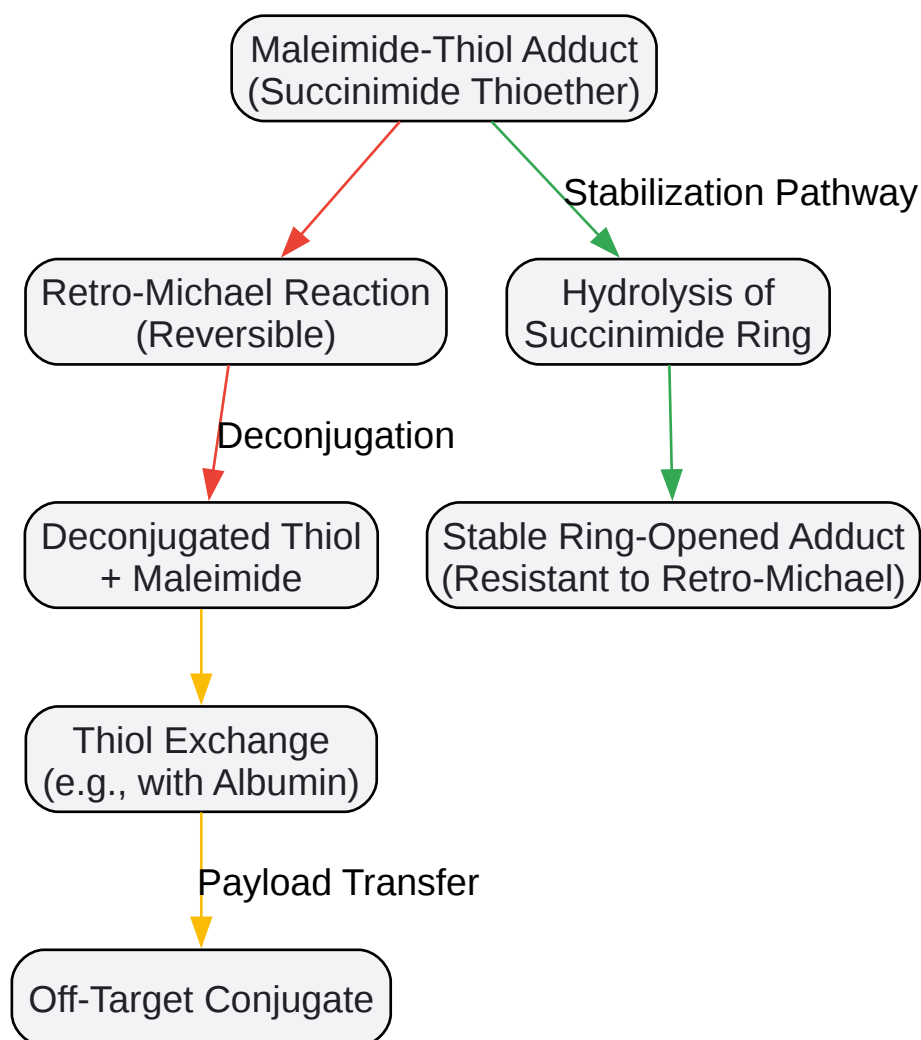 Maleimide-Thiol Adduct
(Succinimide Thioether)
Stabilization Pathway
Retro-Michael Reaction
(Reversible)
Hydrolysis of
Succinimide Ring
Deconjugation
Deconjugated Thiol
+ Maleimide
Stable Ring-Opened Adduct
(Resistant to Retro-Michael)
Thiol Exchange
(e.g., with Albumin)
Payload Transfer
Off-Target Conjugate